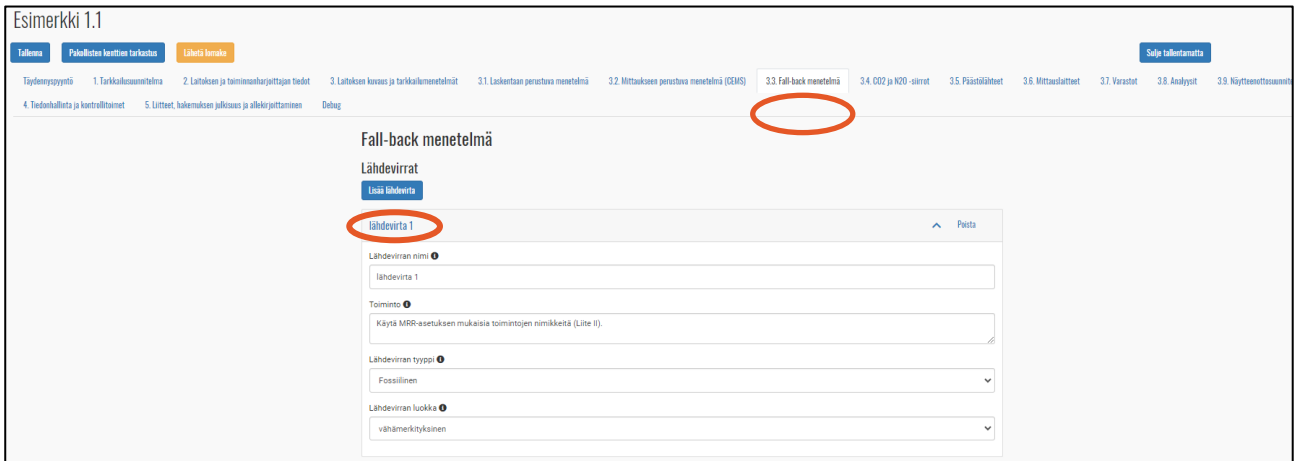 Esimerkki 1.1
Tallenna Pakollisten kenttien tarkastus Lähetä lomake Sulje tallentamatta
Täydennyspyyntö 1. Tarkkailusuunnitelma 2. Laitoksen ja toiminnanharjoittajan tiedot 3. Laitoksen kuvaus ja tarkkailumenetelmät 3.1. Laskentaan perustuva menetelmä 3.2. Mittaukseen perustuva menetelmä (CEMS) 3.3. Fall-back menetelmä 3.4. CO2 ja N2O -siirrot 3.5. Päästölähteet 3.6. Mittauslaitteet 3.7. Varastot 3.8. Analyysit 3.9. Näytteenottosuunnite
4. Tiedonhallinta ja kontrollitoimet 5. Liitteet, hakemuksen julkisuus ja allekirjoittaminen Debug
Fall-back menetelmä
Lähdevirrat
Lisää lähdevirta
lähdevirta 1 Poista
Lähdevirran nimi
lähdevirta 1
Toiminto
Käytä MRR-asetuksen mukaisia toimintojen nimikkeitä (Liite II).
Lähdevirran tyyppi
Fossiilinen
Lähdevirran luokka
vähämerkityksinen